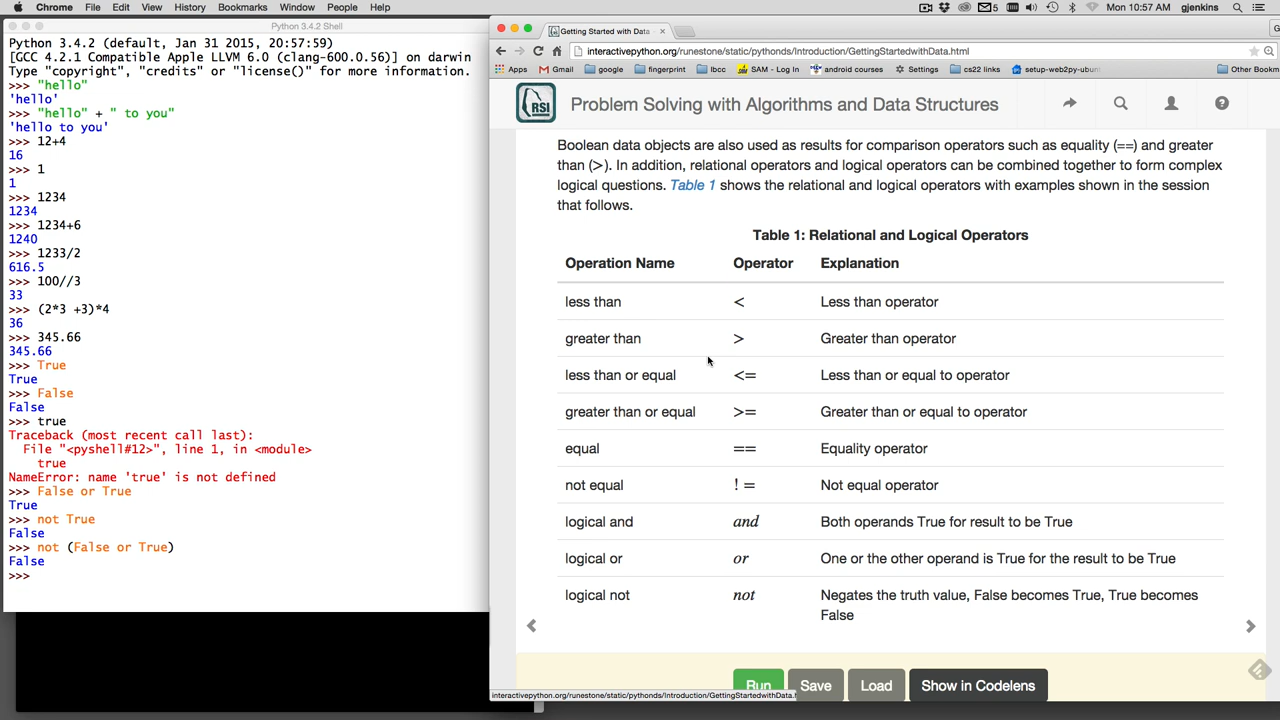 Chrome File Edit View History Bookmarks Window People Help
5 Mon 10:57 AM gjenkins
Python 3.4.2 Shell
Python 3.4.2 (default, Jan 31 2015, 20:57:59)
[GCC 4.2.1 Compatible Apple LLVM 6.0 (clang-600.0.56)] on darwin
Type "copyright", "credits" or "license()" for more information.
>>> "hello"
'hello'
>>> "hello" + " to you"
'hello to you'
>>> 12+4
16
>>> 1
1
>>> 1234
1234
>>> 1234+6
1240
>>> 1233/2
616.5
>>> 100//3
33
>>> (2*3 +3)*4
36
>>> 345.66
345.66
>>> True
True
>>> False
False
>>> true
Traceback (most recent call last):
File "<pyshell#12>", line 1, in <module>
true
NameError: name 'true' is not defined
>>> False or True
True
>>> not True
False
>>> not (False or True)
False
>>>
Getting Started with Data
interactivepython.org/runestone/static/pythonds/Introduction/GettingStartedwithData.html
Apps Gmail google fingerprint lbcc SAM - Log In android courses Settings cs22 links setup-web2py-ubun Other Bookm
RSI
Problem Solving with Algorithms and Data Structures
Boolean data objects are also used as results for comparison operators such as equality (==) and greater
than (>). In addition, relational operators and logical operators can be combined together to form complex
logical questions. Table 1 shows the relational and logical operators with examples shown in the session
that follows.
Table 1: Relational and Logical Operators
Operation Name Operator Explanation
less than < Less than operator
greater than > Greater than operator
less than or equal <= Less than or equal to operator
greater than or equal >= Greater than or equal to operator
equal == Equality operator
not equal ! = Not equal operator
logical and and Both operands True for result to be True
logical or or One or the other operand is True for the result to be True
logical not not Negates the truth value, False becomes True, True becomes
False
Run Save Load Show in Codelens
interactivepython.org/runestone/static/pythonds/Introduction/GettingStartedwithData.h